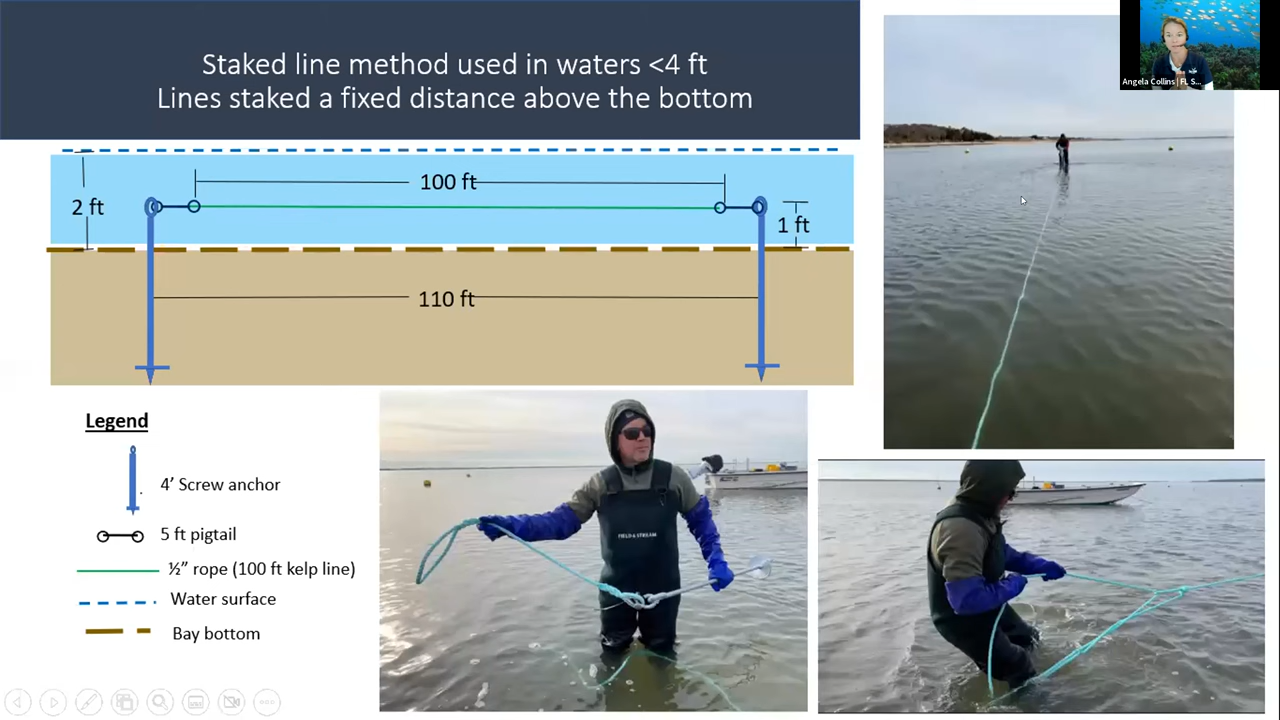 Staked line method used in waters <4 ft
Lines staked a fixed distance above the bottom
Angela Collins | FL S...
100 ft
2 ft
1 ft
110 ft
Legend
4' Screw anchor
5 ft pigtail
½" rope (100 ft kelp line)
Water surface
Bay bottom
FIELD & STREAM